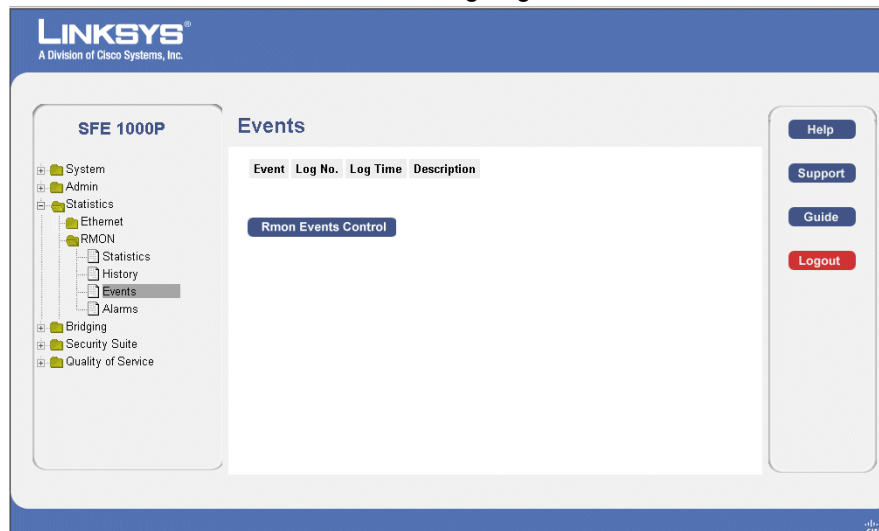 LINKSYS®
A Division of Cisco Systems, Inc.
SFE 1000P
System
Admin
Statistics
Ethernet
RMON
Statistics
History
Events
Alarms
Bridging
Security Suite
Quality of Service
Events
Event Log No. Log Time Description
Rmon Events Control
Help
Support
Guide
Logout